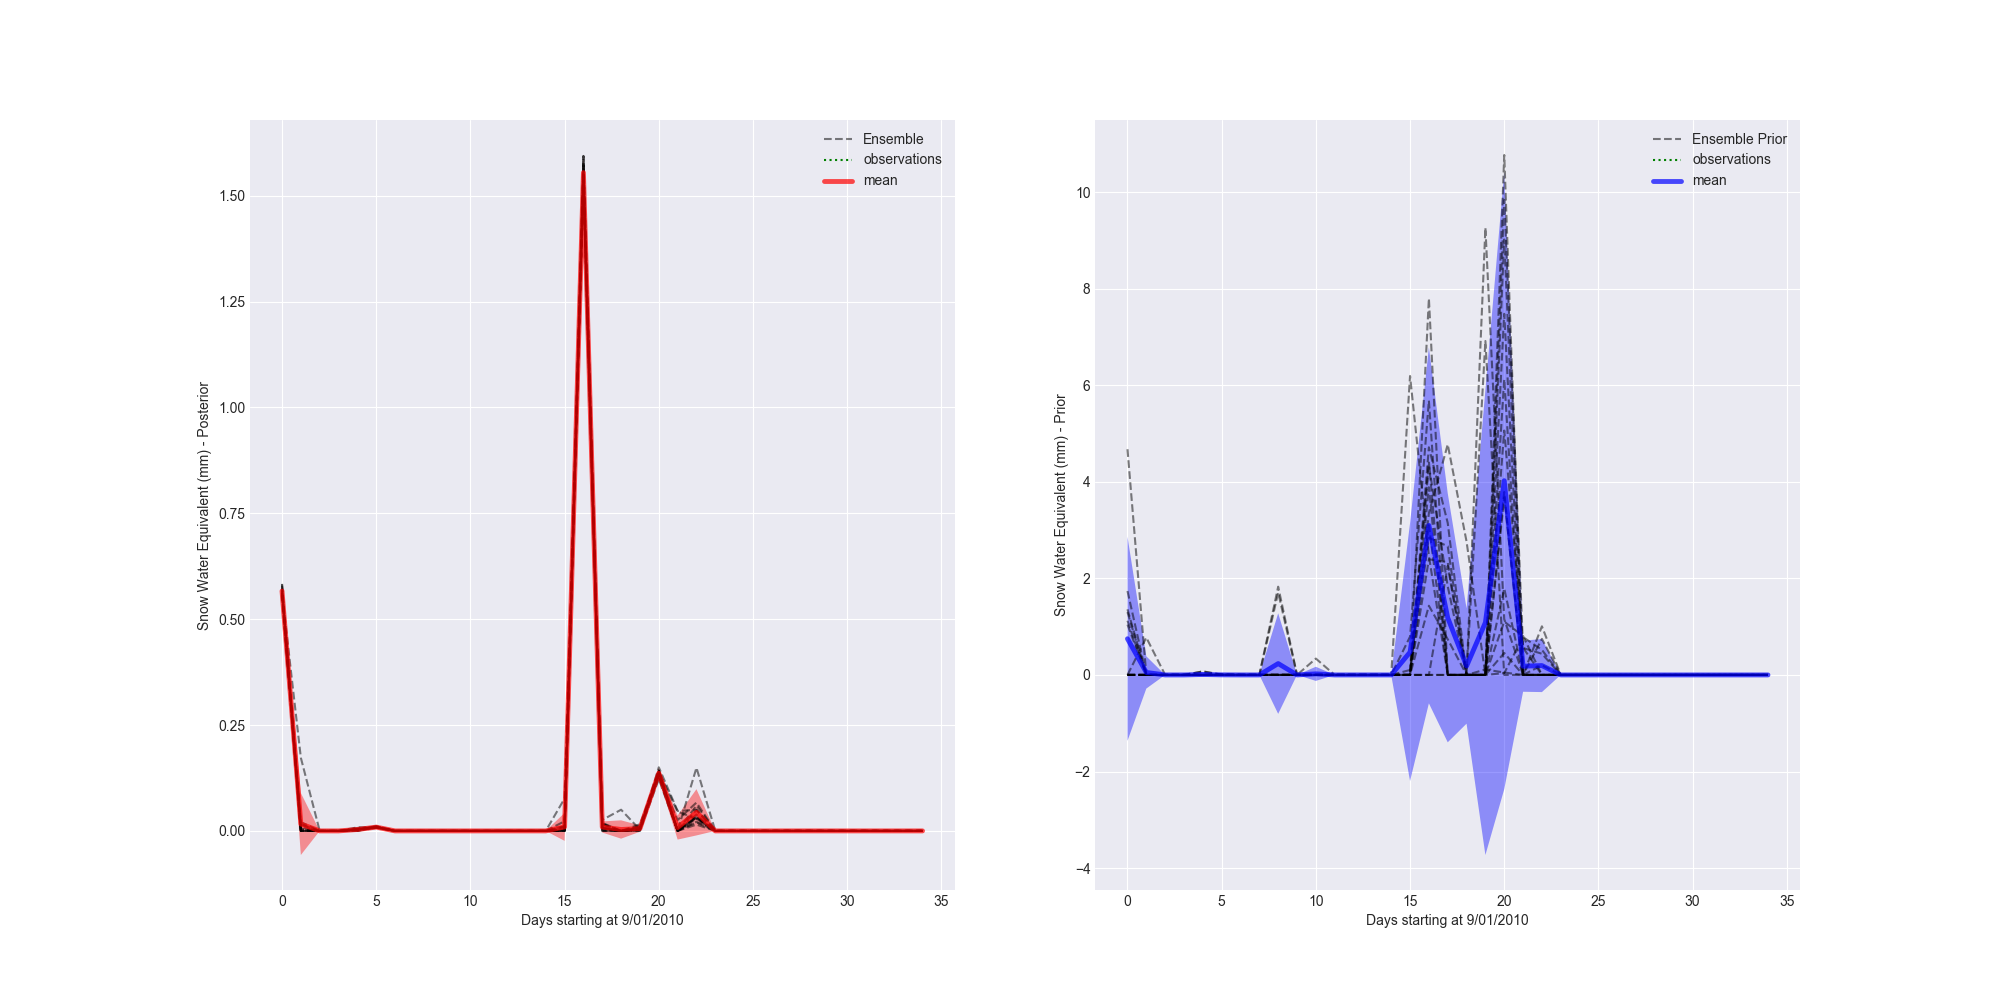 Ensemble
observations
mean
1.50
1.25
1.00
0.75
0.50
0.25
0.00
Snow Water Equivalent (mm) - Posterior
0 5 10 15 20 25 30 35
Days starting at 9/01/2010
Ensemble Prior
observations
mean
10
8
6
4
2
0
−2
−4
Snow Water Equivalent (mm) - Prior
0 5 10 15 20 25 30 35
Days starting at 9/01/2010